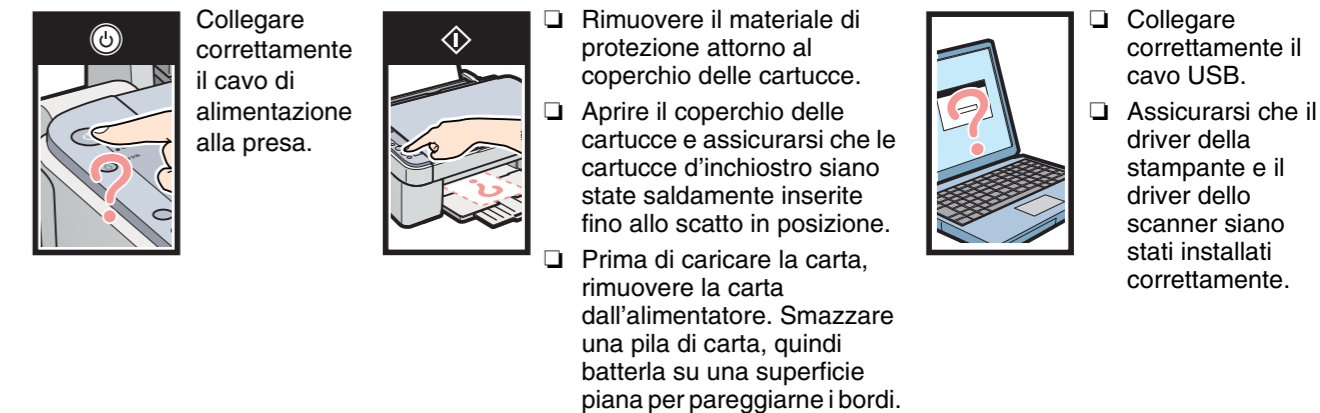 Collegare
correttamente
il cavo di
alimentazione
alla presa.
❏ Rimuovere il materiale di
protezione attorno al
coperchio delle cartucce.
❏ Aprire il coperchio delle
cartucce e assicurarsi che le
cartucce d'inchiostro siano
state saldamente inserite
fino allo scatto in posizione.
❏ Prima di caricare la carta,
rimuovere la carta
dall'alimentatore. Smazzare
una pila di carta, quindi
batterla su una superficie
piana per pareggiarne i bordi.
❏ Collegare
correttamente il
cavo USB.
❏ Assicurarsi che il
driver della
stampante e il
driver dello
scanner siano
stati installati
correttamente.